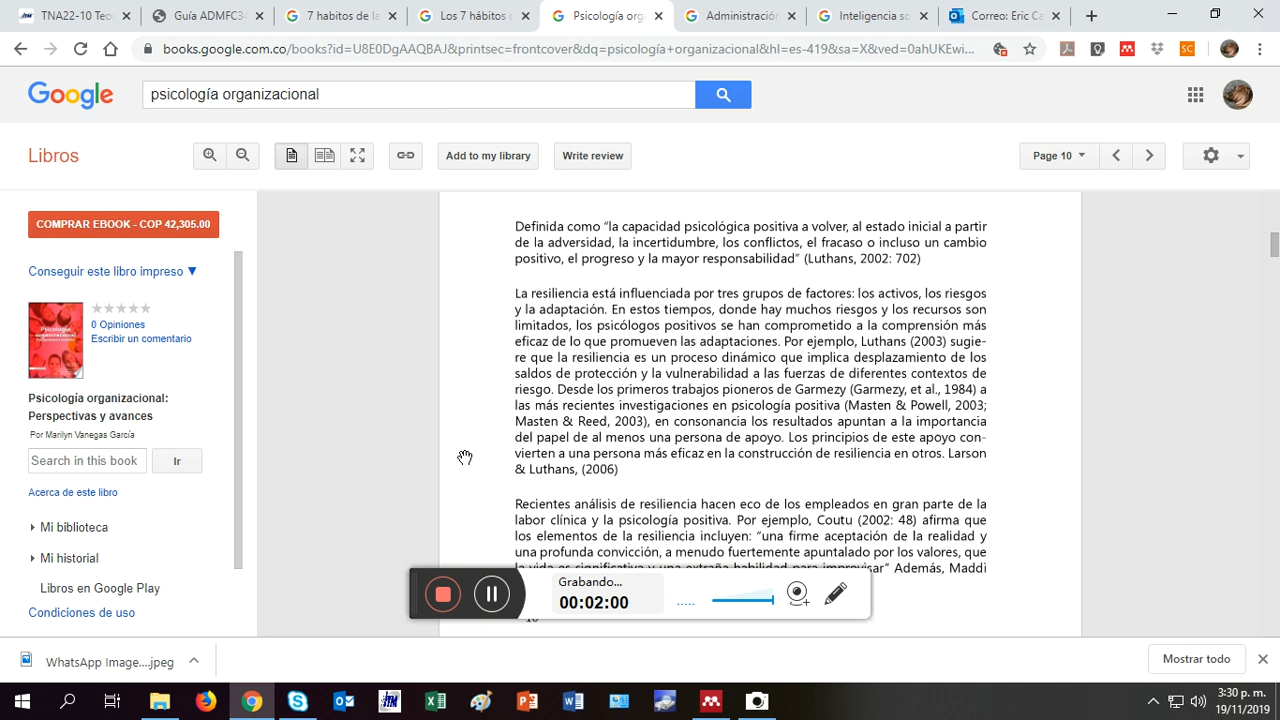 TNA22-10 Teo
Guía ADMFC34
7 habitos de la
Los 7 hábitos d
Psicología org
Administración
Inteligencia so
Correo: Eric Ca
books.google.com.co/books?id=U8E0DgAAQBAJ&printsec=frontcover&dq=psicología+organizacional&hl=es-419&sa=X&ved=0ahUKEwi...
Google
psicología organizacional
Libros
Add to my library
Write review
Page 10
COMPRAR EBOOK - COP 42,305.00
Conseguir este libro impreso ▼
0 Opiniones
Escribir un comentario
Psicología organizacional:
Perspectivas y avances
Por Marilyn Vanegas García
Search in this book
Ir
Acerca de este libro
Mi biblioteca
Mi historial
Libros en Google Play
Condiciones de uso
Definida como “la capacidad psicológica positiva a volver, al estado inicial a partir
de la adversidad, la incertidumbre, los conflictos, el fracaso o incluso un cambio
positivo, el progreso y la mayor responsabilidad” (Luthans, 2002: 702)
La resiliencia está influenciada por tres grupos de factores: los activos, los riesgos
y la adaptación. En estos tiempos, donde hay muchos riesgos y los recursos son
limitados, los psicólogos positivos se han comprometido a la comprensión más
eficaz de lo que promueven las adaptaciones. Por ejemplo, Luthans (2003) sugie-
re que la resiliencia es un proceso dinámico que implica desplazamiento de los
saldos de protección y la vulnerabilidad a las fuerzas de diferentes contextos de
riesgo. Desde los primeros trabajos pioneros de Garmezy (Garmezy, et al., 1984) a
las más recientes investigaciones en psicología positiva (Masten & Powell, 2003;
Masten & Reed, 2003), en consonancia los resultados apuntan a la importancia
del papel de al menos una persona de apoyo. Los principios de este apoyo con-
vierten a una persona más eficaz en la construcción de resiliencia en otros. Larson
& Luthans, (2006)
Recientes análisis de resiliencia hacen eco de los empleados en gran parte de la
labor clínica y la psicología positiva. Por ejemplo, Coutu (2002: 48) afirma que
los elementos de la resiliencia incluyen: “una firme aceptación de la realidad y
una profunda convicción, a menudo fuertemente apuntalado por los valores, que
la vida es significativa y una extraña habilidad para improvisar” Además, Maddi
Grabando...
00:02:00
WhatsApp Image....jpeg
Mostrar todo
3:30 p. m.
19/11/2019